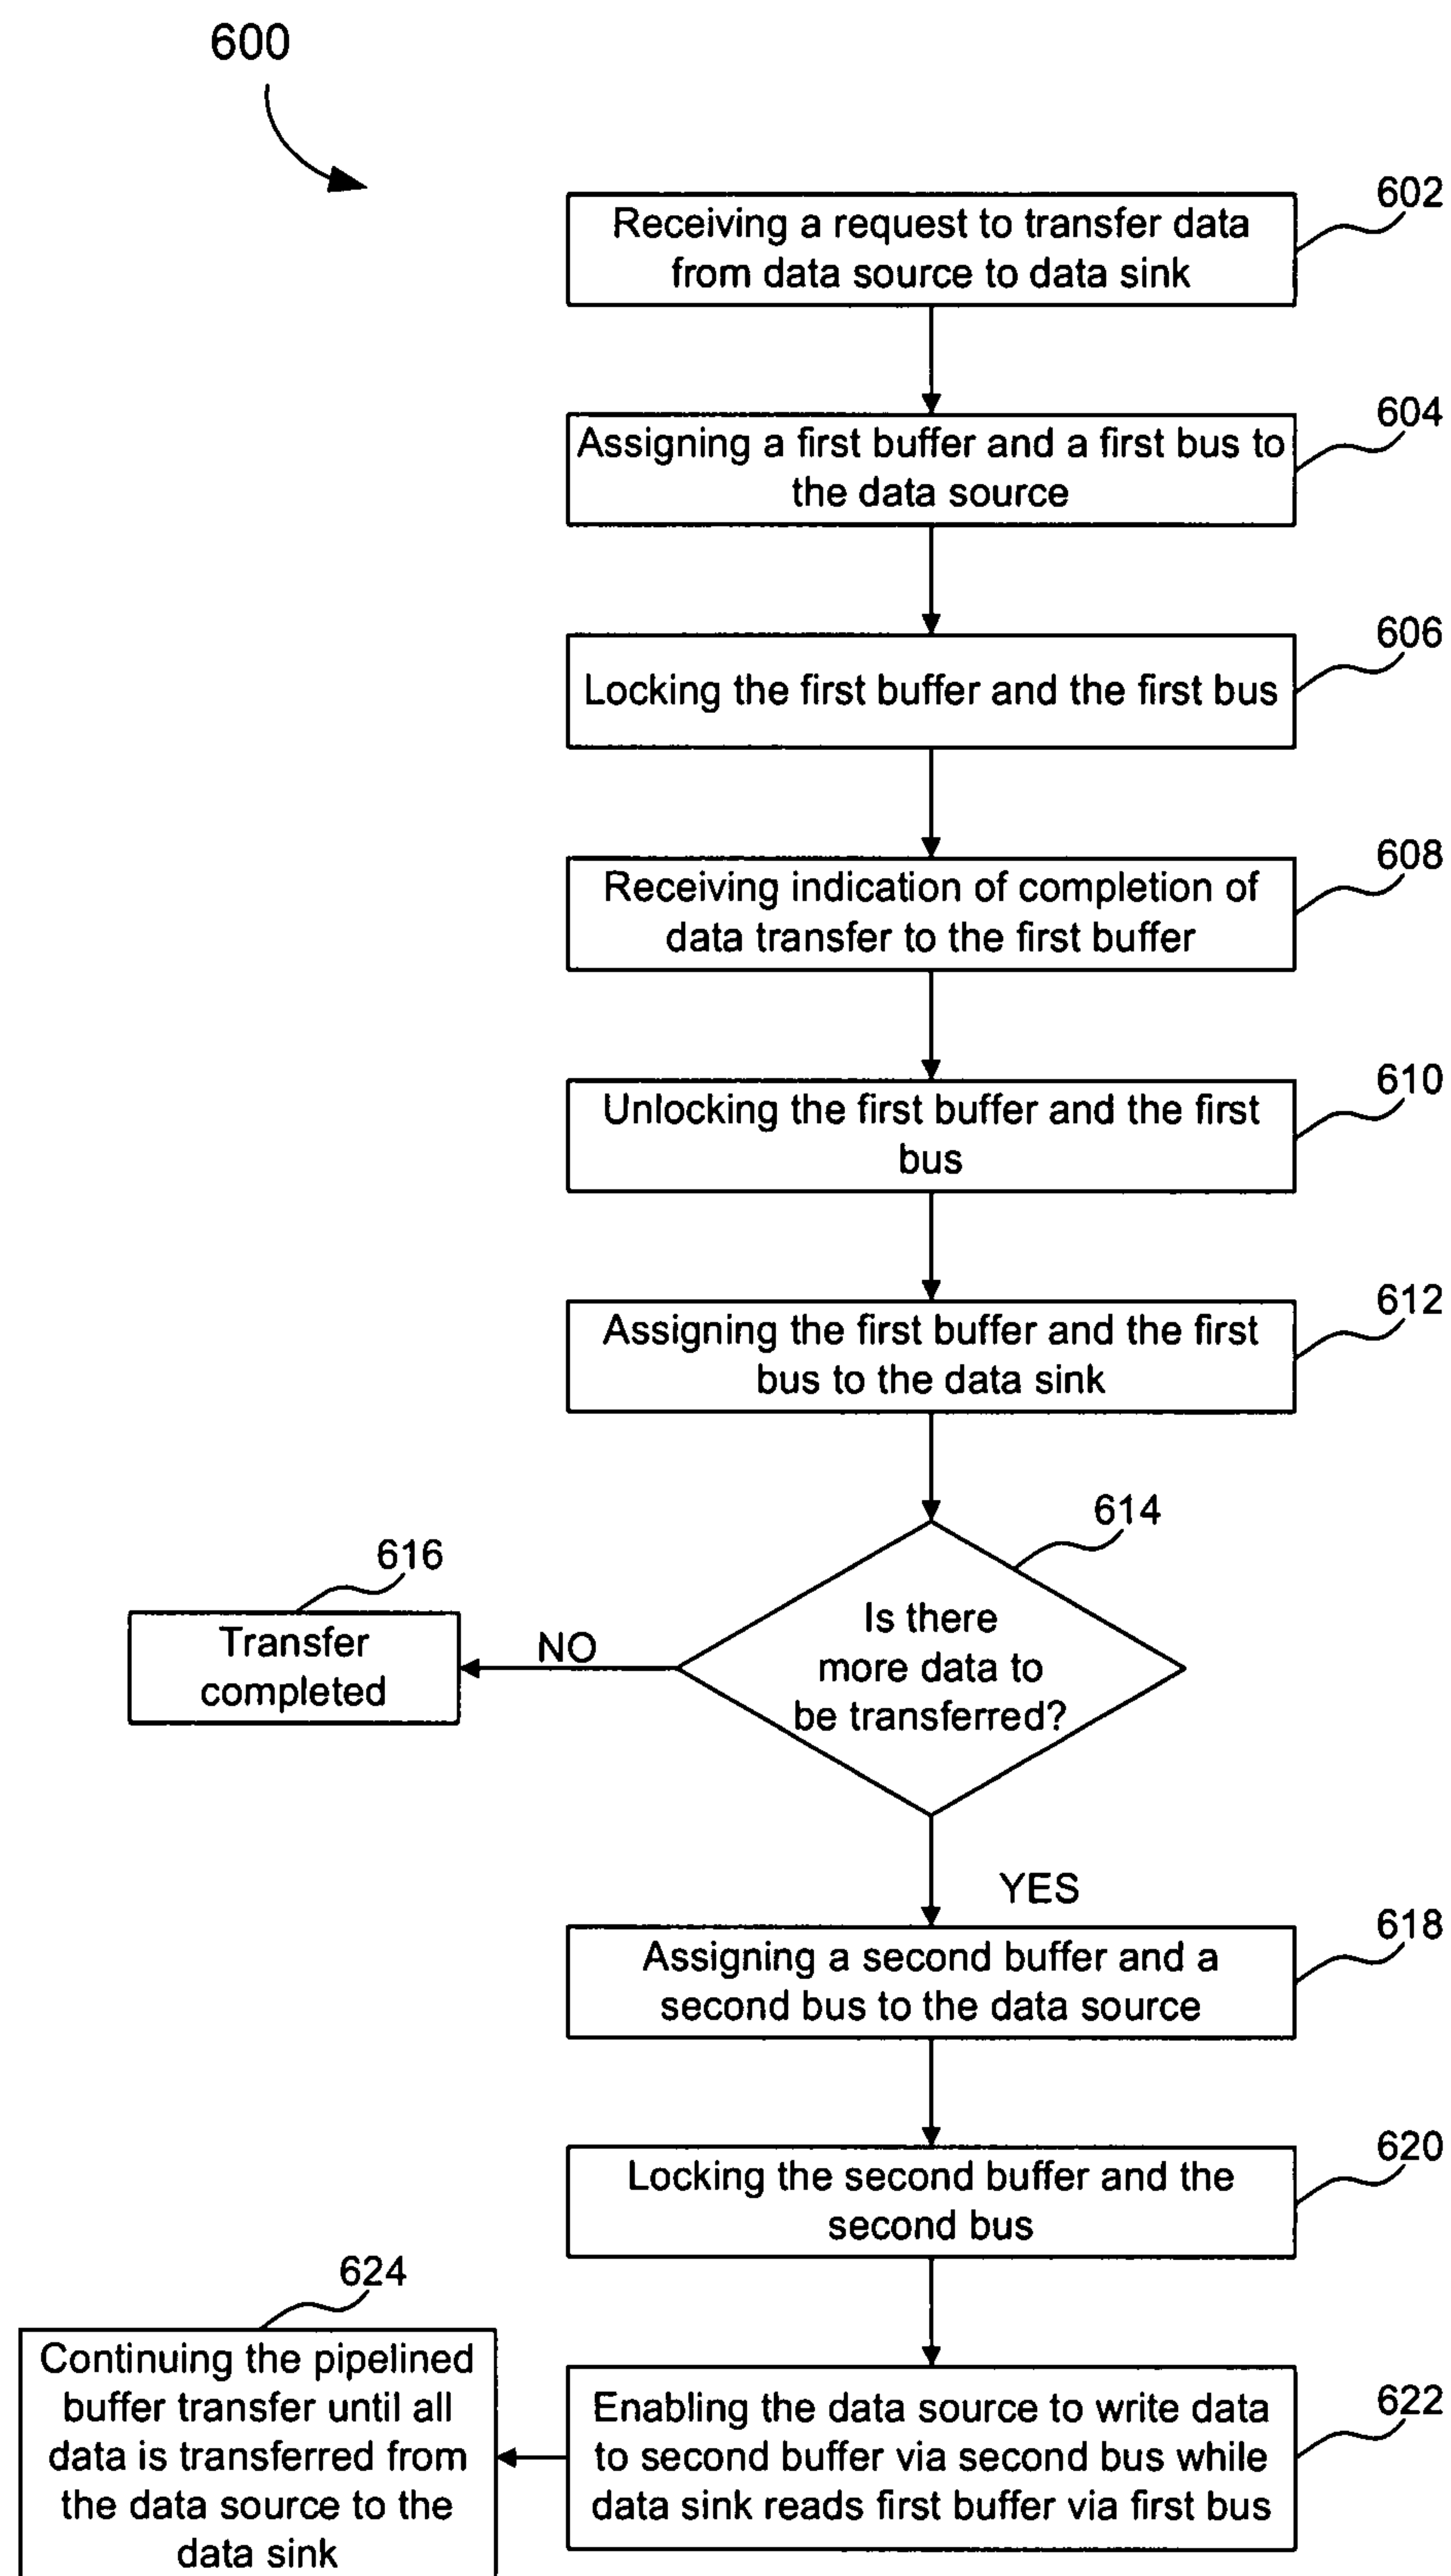 600
602
Receiving a request to transfer data
from data source to data sink
604
Assigning a first buffer and a first bus to
the data source
606
Locking the first buffer and the first bus
608
Receiving indication of completion of
data transfer to the first buffer
610
Unlocking the first buffer and the first
bus
612
Assigning the first buffer and the first
bus to the data sink
614
Is there
more data to
be transferred?
616
NO
Transfer
completed
YES
618
Assigning a second buffer and a
second bus to the data source
620
Locking the second buffer and the
second bus
622
Enabling the data source to write data
to second buffer via second bus while
data sink reads first buffer via first bus
624
Continuing the pipelined
buffer transfer until all
data is transferred from
the data source to the
data sink